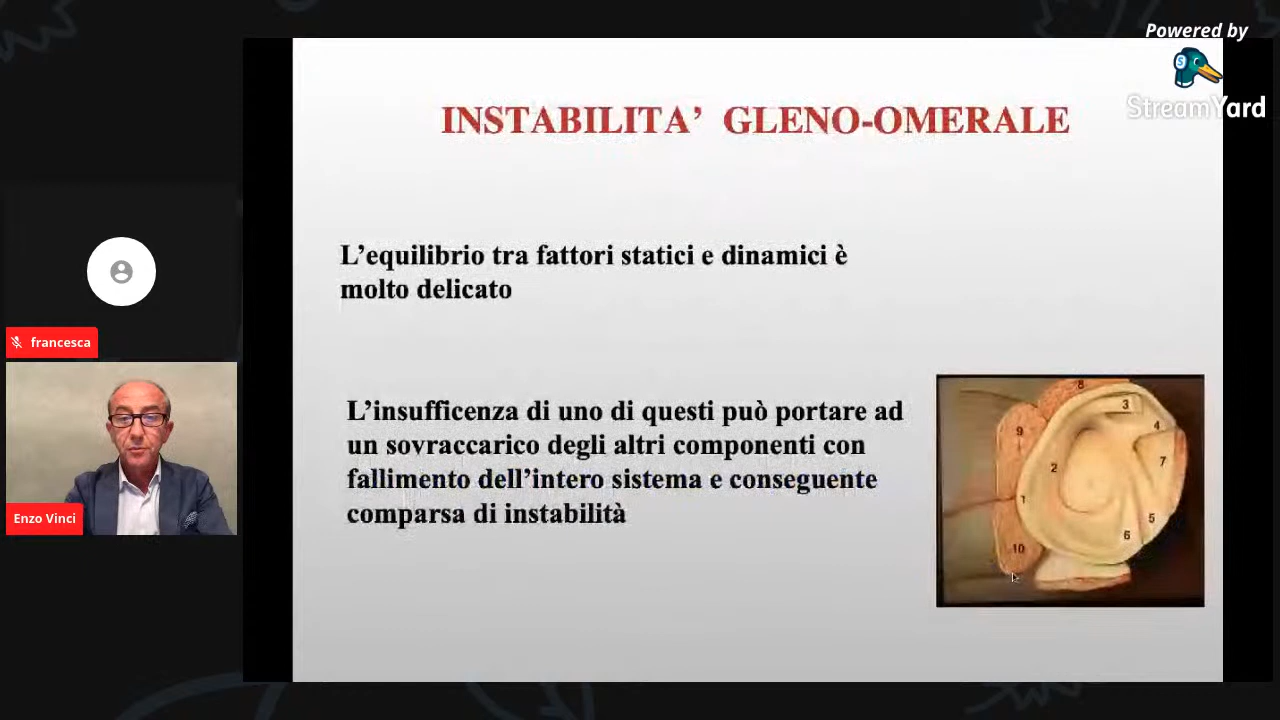 Powered by
StreamYard
INSTABILITA’ GLENO-OMERALE
L’equilibrio tra fattori statici e dinamici è
molto delicato
L’insufficenza di uno di questi può portare ad
un sovraccarico degli altri componenti con
fallimento dell’intero sistema e conseguente
comparsa di instabilità
8
3
9
4
2
7
1
5
6
10
francesca
Enzo Vinci